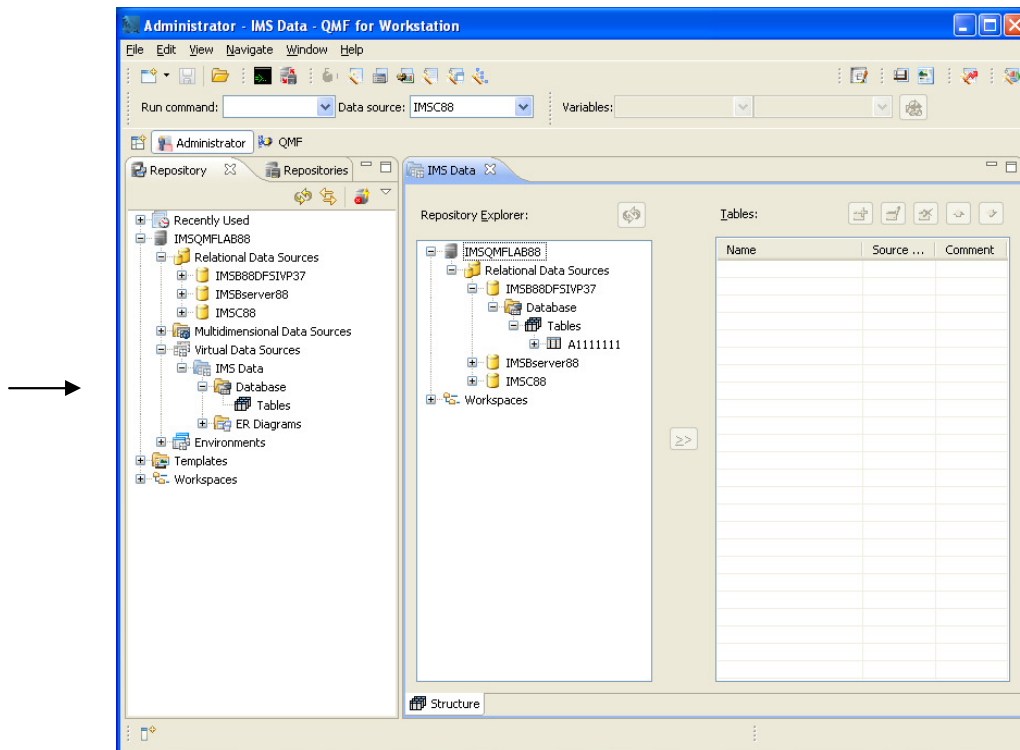 Administrator - IMS Data - QMF for Workstation
File Edit View Navigate Window Help
Run command: Data source: IMSC88 Variables:
Administrator QMF
Repository Repositories
Recently Used
IMSQMFLAB88
Relational Data Sources
IMSB88DFSIVP37
IMSBserver88
IMSC88
Multidimensional Data Sources
Virtual Data Sources
IMS Data
Database
Tables
ER Diagrams
Environments
Templates
Workspaces
IMS Data
Repository Explorer:
IMSQMFLAB88
Relational Data Sources
IMSB88DFSIVP37
Database
Tables
A1111111
IMSBserver88
IMSC88
Workspaces
>>
Tables:
Name Source ... Comment
Structure